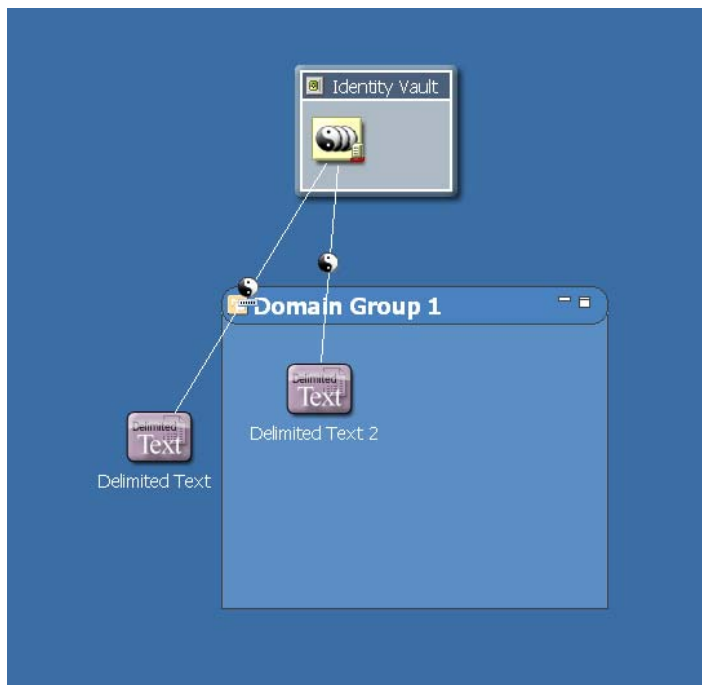 Identity Vault
Domain Group 1
Delimited
Text
Delimited Text 2
Delimited
Text
Delimited Text